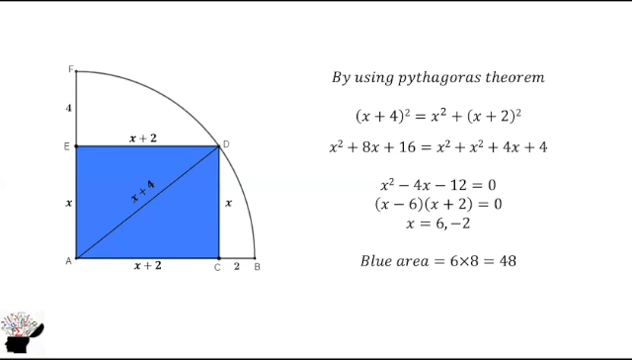 By using pythagoras theorem
(x + 4)² = x² + (x + 2)²
x² + 8x + 16 = x² + x² + 4x + 4
x² − 4x − 12 = 0
(x − 6)(x + 2) = 0
x = 6, −2
Blue area = 6×8 = 48
F
4
E
x + 2
D
x
x + 4
x
A
x + 2
C
2
B